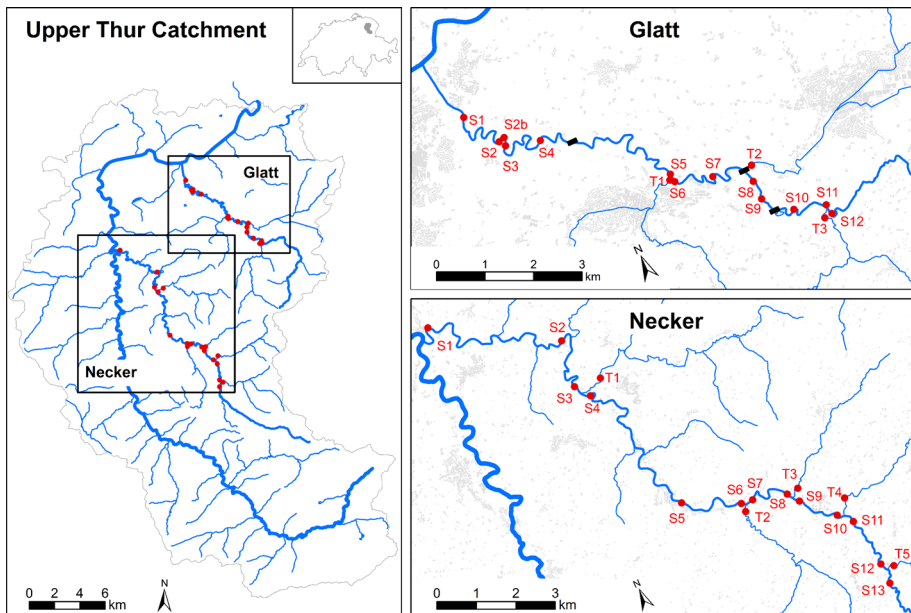 Upper Thur Catchment
Glatt
Necker
0 2 4 6
km
N
Glatt
S1
S2b
S2
S3
S4
S5
T1
S6
S7
T2
S8
S9
S10
S11
T3
S12
0 1 2 3
km
N
Necker
S1
S2
T1
S3
S4
S5
S6
S7
T2
T3
S8
S9
T4
S10
S11
S12
T5
S13
0 1 2 3
km
N